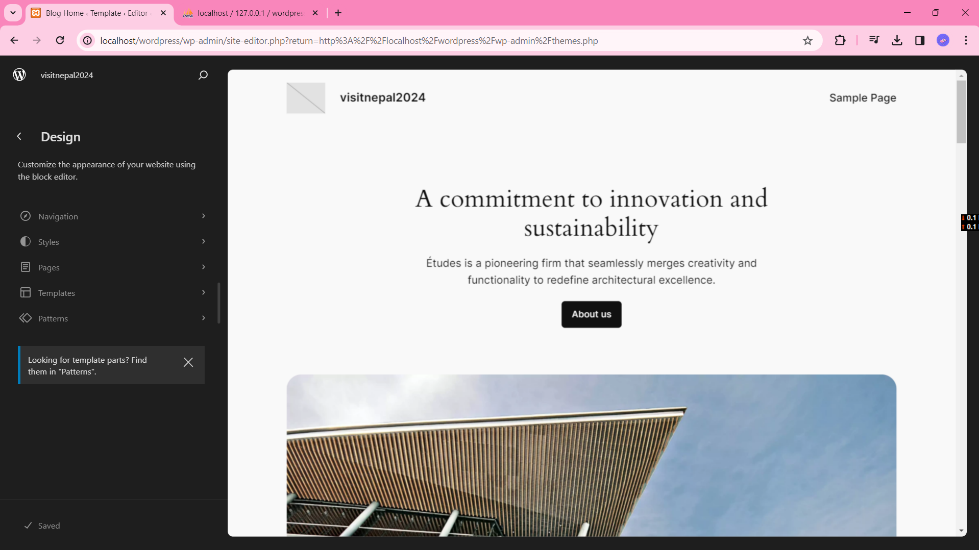 Blog Home · Template · Editor
localhost / 127.0.0.1 / wordpres
localhost/wordpress/wp-admin/site-editor.php?return=http%3A%2F%2Flocalhost%2Fwordpress%2Fwp-admin%2Fthemes.php
visitnepal2024
Design
Customize the appearance of your website using
the block editor.
Navigation
Styles
Pages
Templates
Patterns
Looking for template parts? Find
them in "Patterns".
Saved
visitnepal2024
Sample Page
A commitment to innovation and
sustainability
Études is a pioneering firm that seamlessly merges creativity and
functionality to redefine architectural excellence.
About us
0.1
0.1